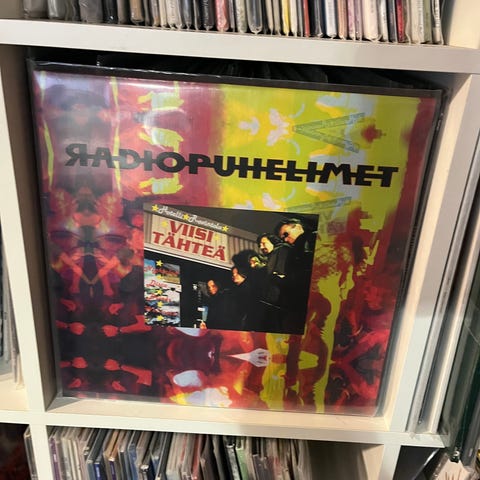 RADIOPUHELIMET
Hotelli★Ravintola★
VIISI
TÄHTEÄ